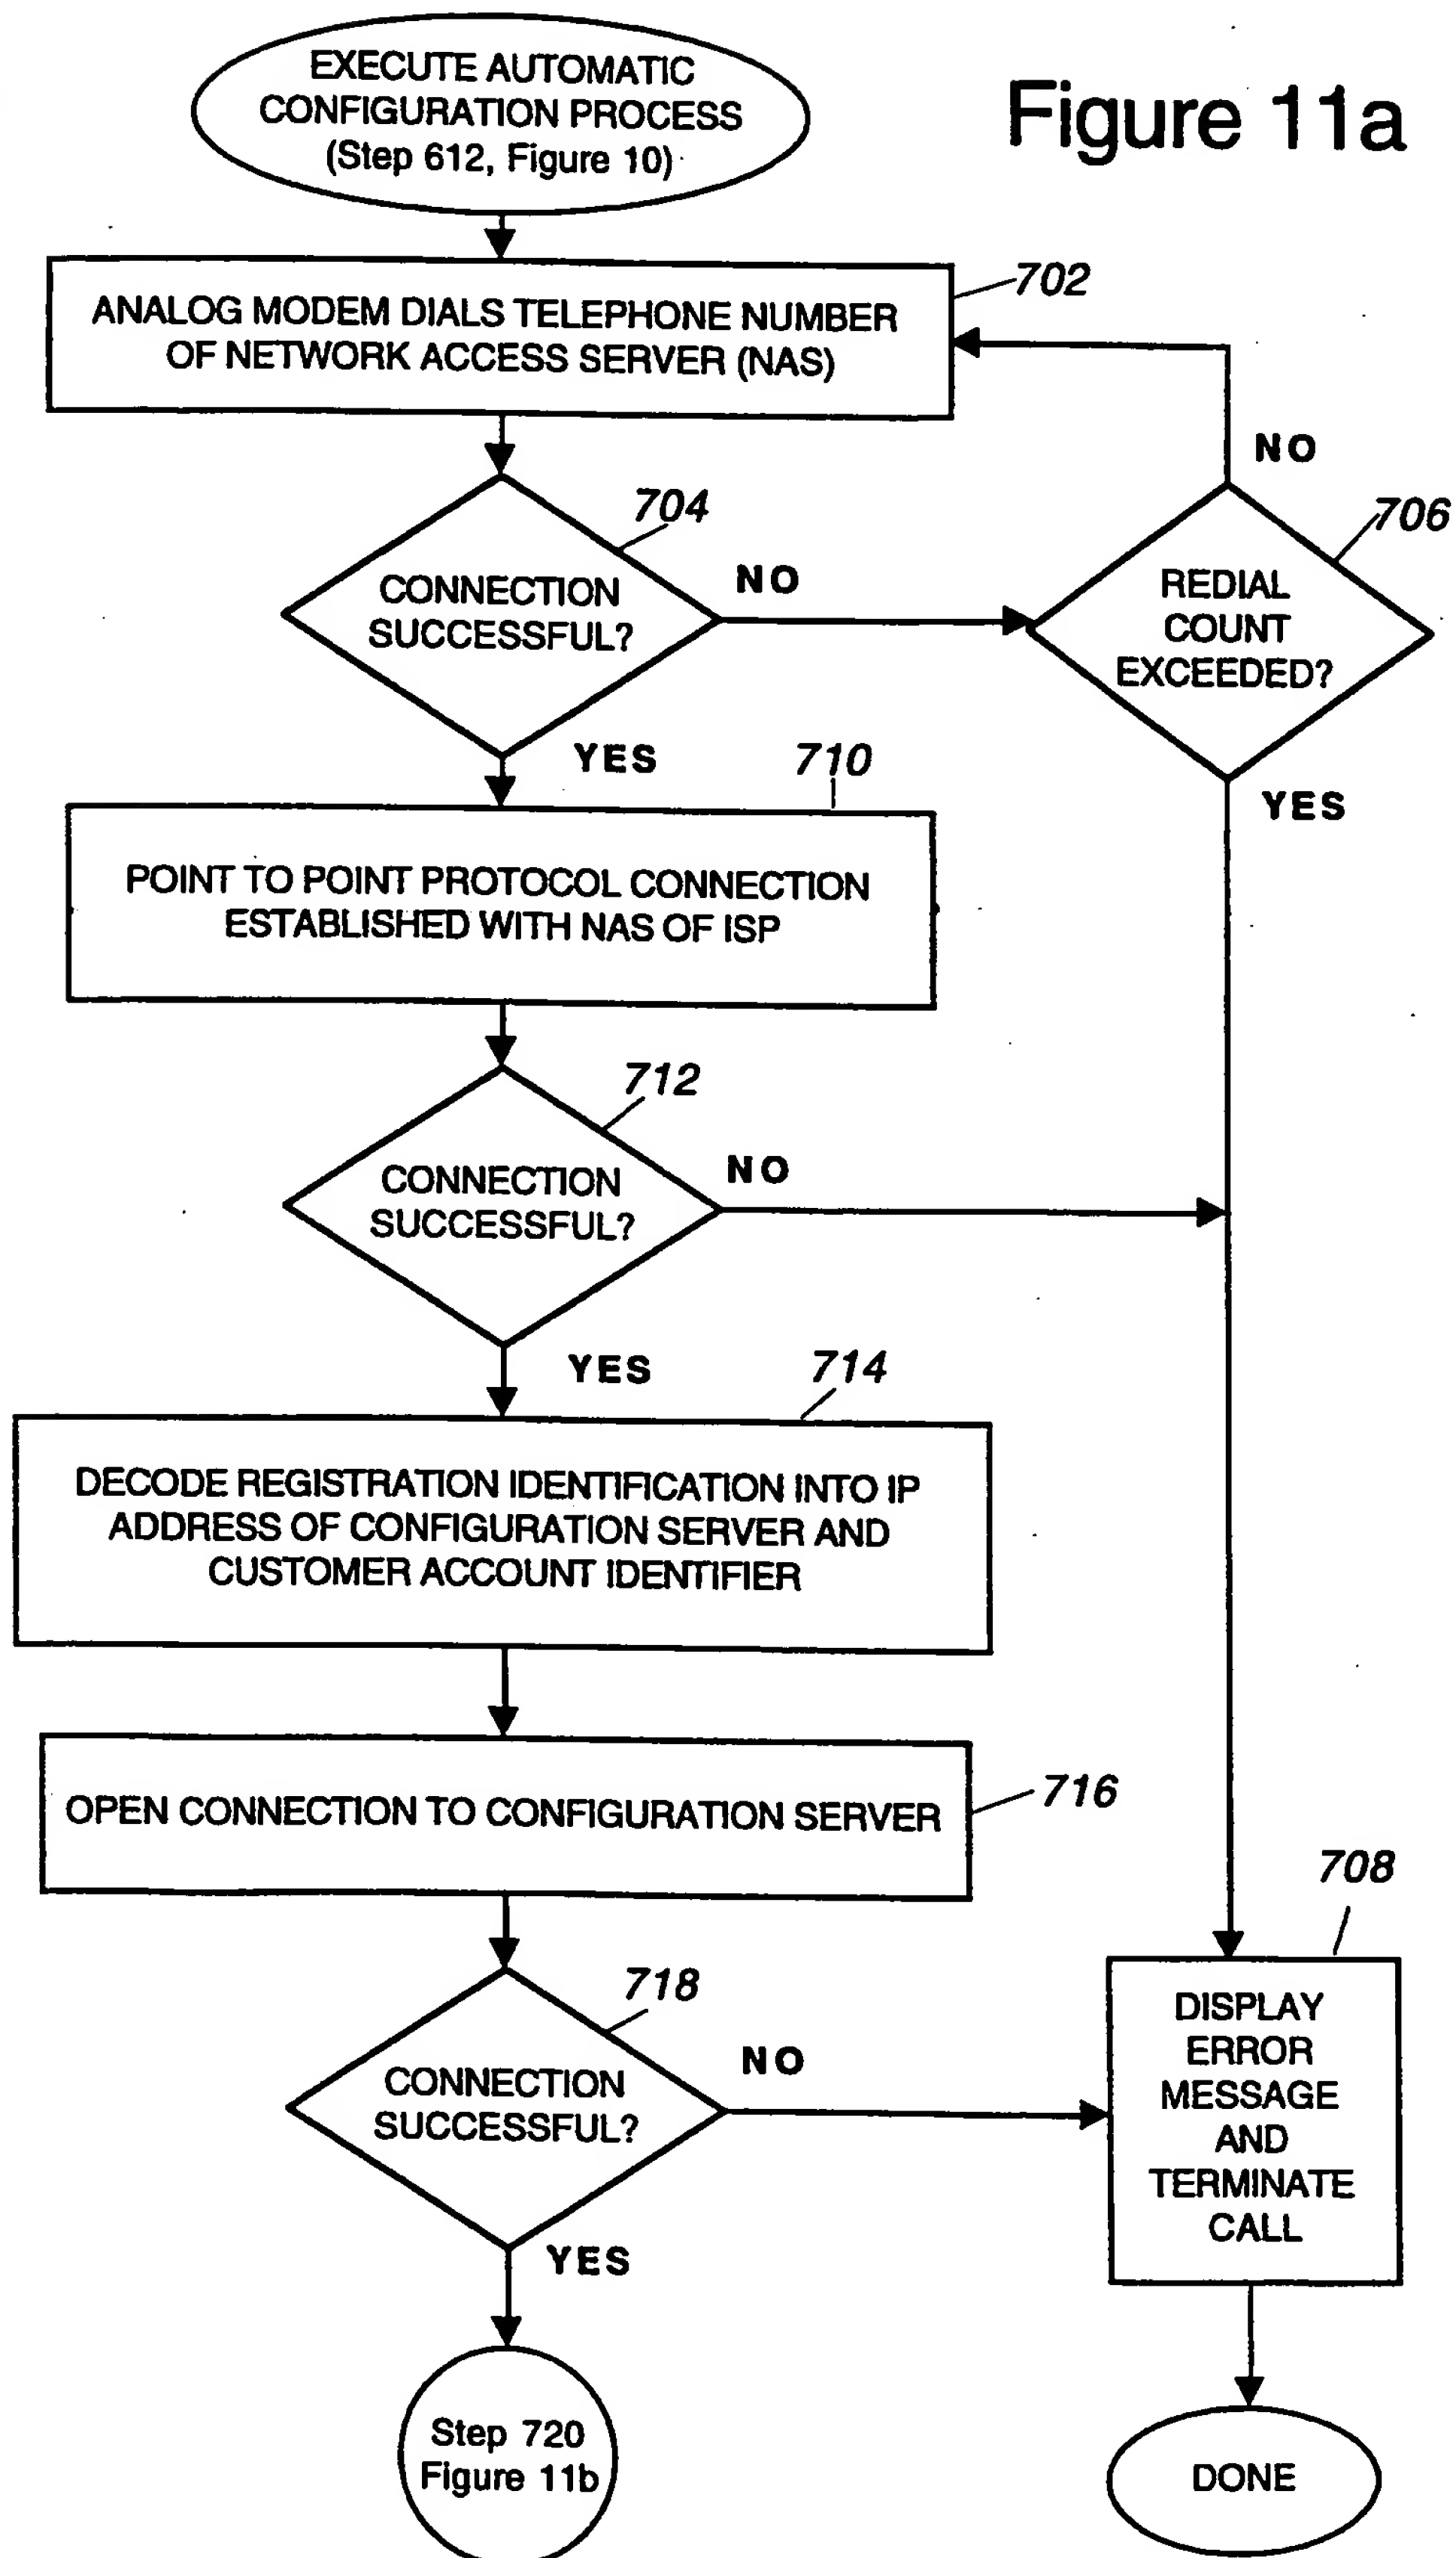 EXECUTE AUTOMATIC
CONFIGURATION PROCESS
(Step 612, Figure 10)
Figure 11a
702
ANALOG MODEM DIALS TELEPHONE NUMBER
OF NETWORK ACCESS SERVER (NAS)
NO
704
706
CONNECTION
SUCCESSFUL?
NO
REDIAL
COUNT
EXCEEDED?
YES
710
YES
POINT TO POINT PROTOCOL CONNECTION
ESTABLISHED WITH NAS OF ISP
712
CONNECTION
SUCCESSFUL?
NO
YES
714
DECODE REGISTRATION IDENTIFICATION INTO IP
ADDRESS OF CONFIGURATION SERVER AND
CUSTOMER ACCOUNT IDENTIFIER
OPEN CONNECTION TO CONFIGURATION SERVER
716
708
718
CONNECTION
SUCCESSFUL?
NO
DISPLAY
ERROR
MESSAGE
AND
TERMINATE
CALL
YES
Step 720
Figure 11b
DONE